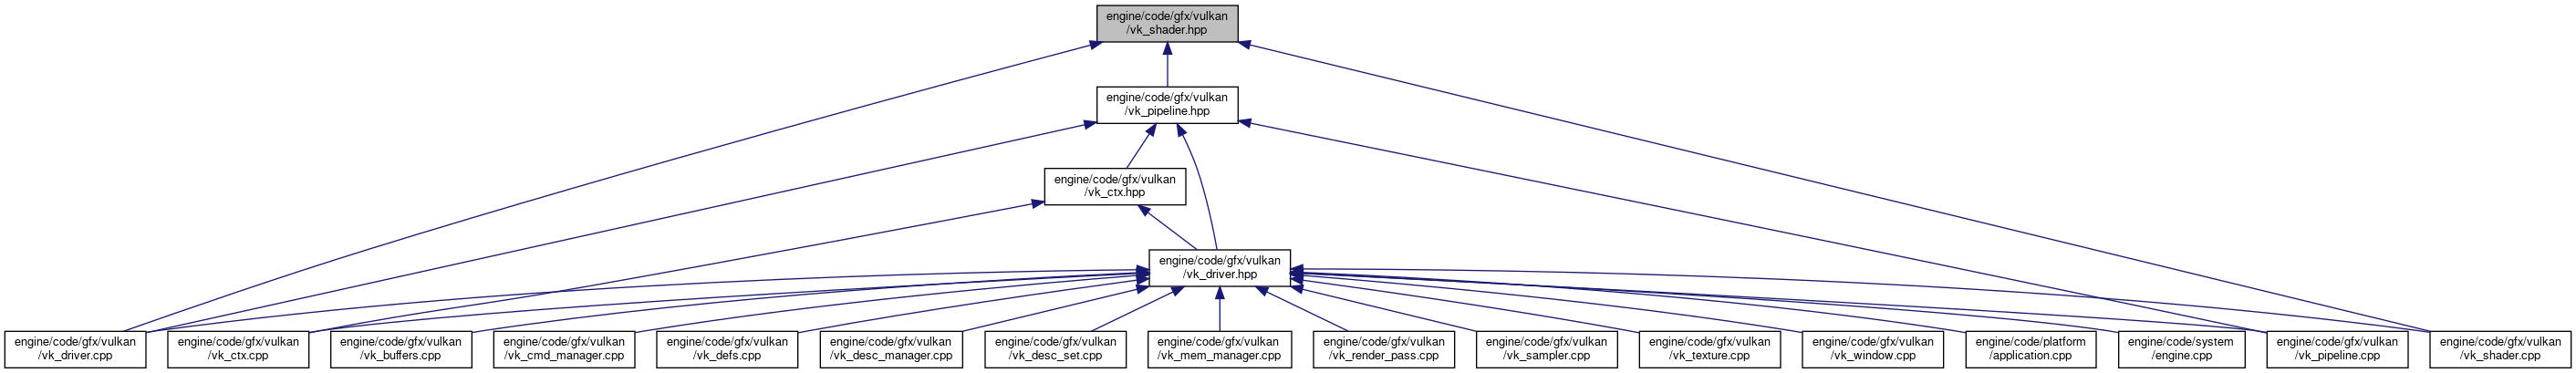 engine/code/gfx/vulkan
/vk_shader.hpp
engine/code/gfx/vulkan
/vk_pipeline.hpp
engine/code/gfx/vulkan
/vk_ctx.hpp
engine/code/gfx/vulkan
/vk_driver.hpp
engine/code/gfx/vulkan
/vk_driver.cpp
engine/code/gfx/vulkan
/vk_ctx.cpp
engine/code/gfx/vulkan
/vk_buffers.cpp
engine/code/gfx/vulkan
/vk_cmd_manager.cpp
engine/code/gfx/vulkan
/vk_defs.cpp
engine/code/gfx/vulkan
/vk_desc_manager.cpp
engine/code/gfx/vulkan
/vk_desc_set.cpp
engine/code/gfx/vulkan
/vk_mem_manager.cpp
engine/code/gfx/vulkan
/vk_render_pass.cpp
engine/code/gfx/vulkan
/vk_sampler.cpp
engine/code/gfx/vulkan
/vk_texture.cpp
engine/code/gfx/vulkan
/vk_window.cpp
engine/code/platform
/application.cpp
engine/code/system
/engine.cpp
engine/code/gfx/vulkan
/vk_pipeline.cpp
engine/code/gfx/vulkan
/vk_shader.cpp